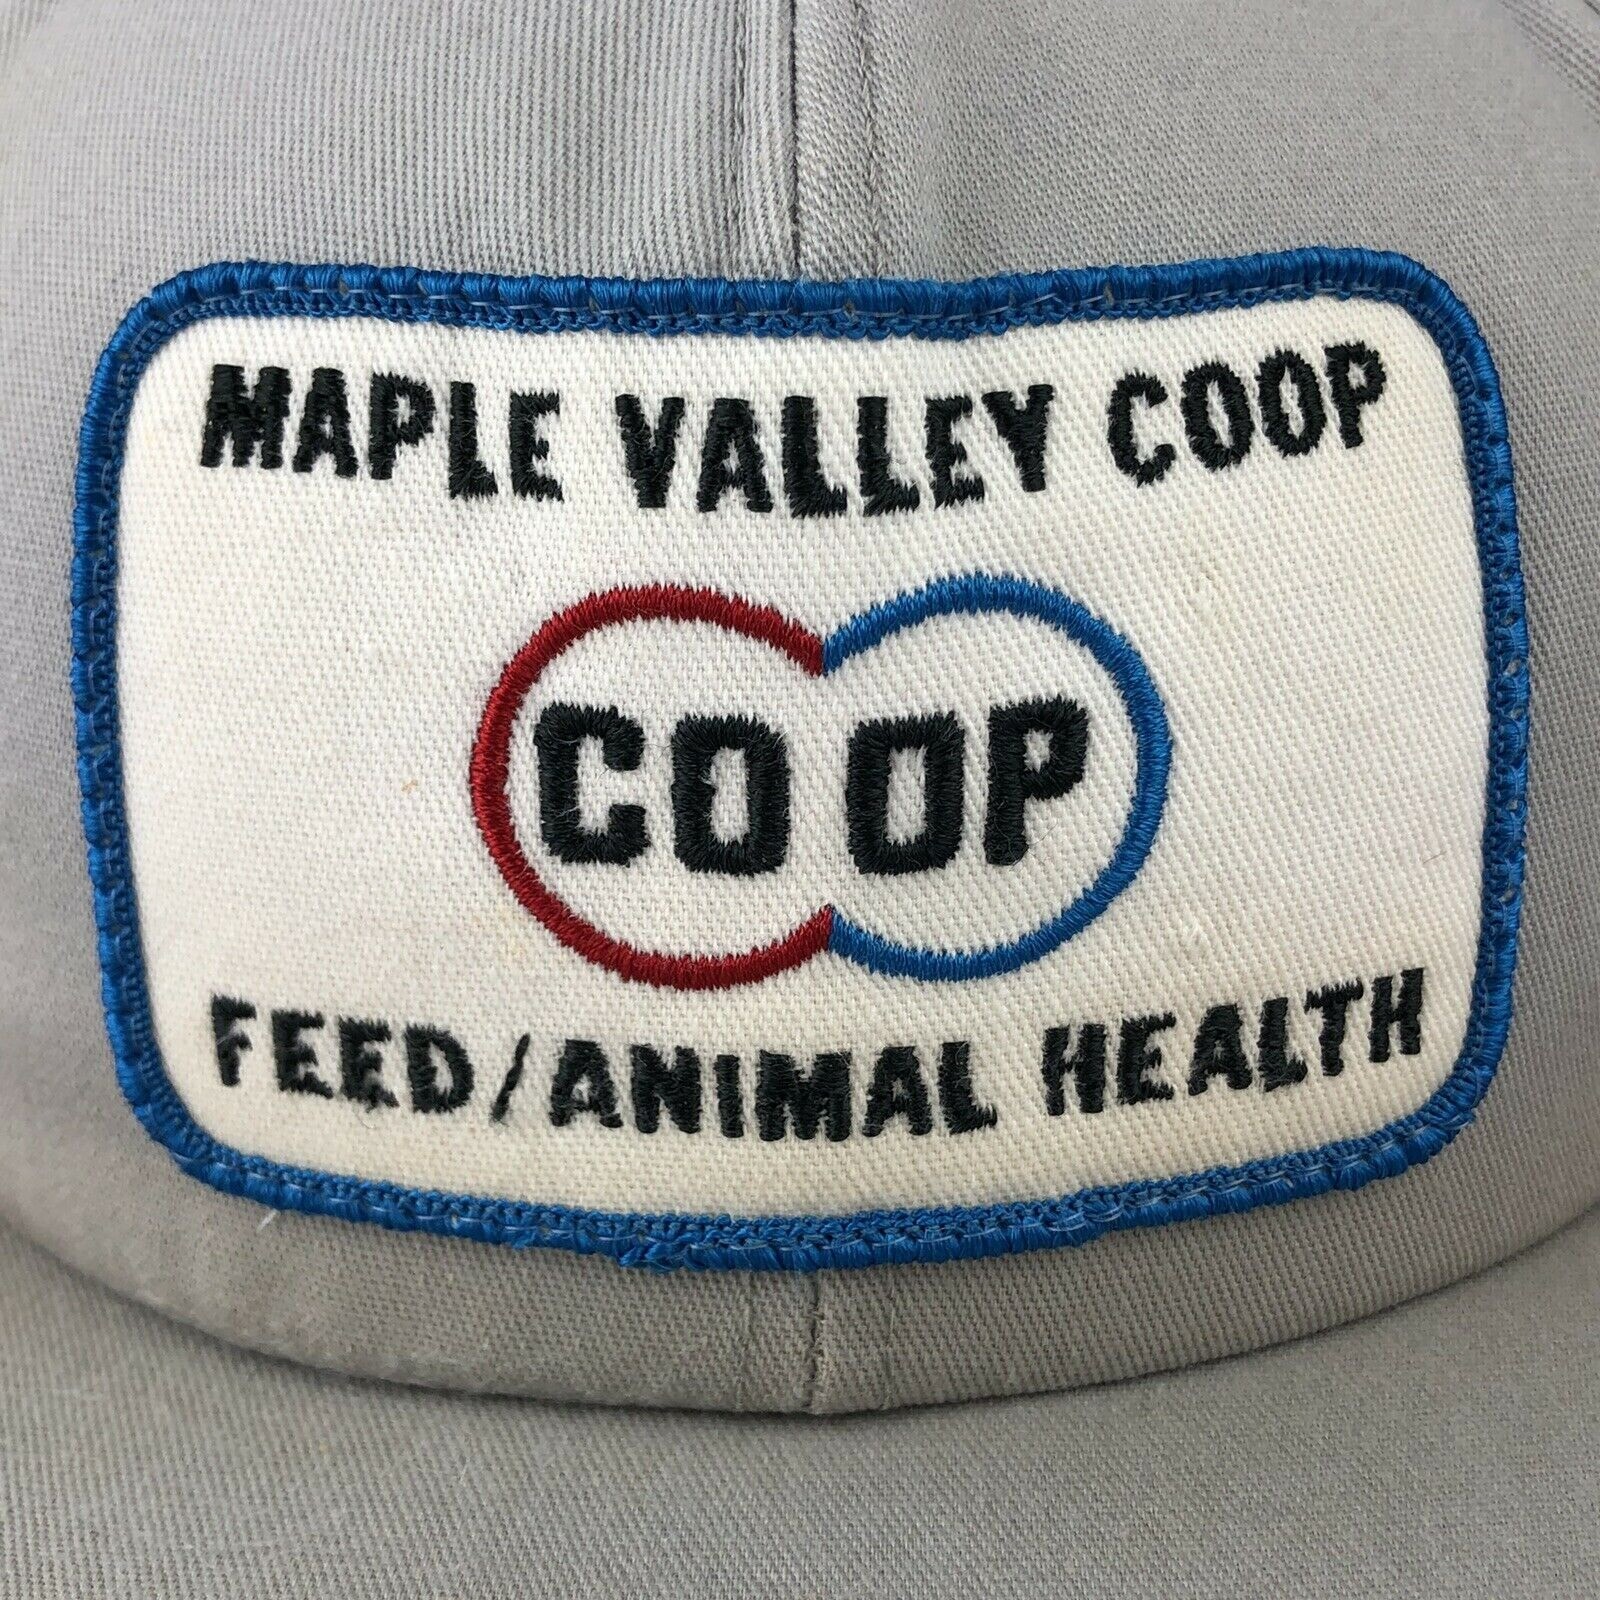 MAPLE VALLEY COOP
CO OP
FEED/ANIMAL HEALTH